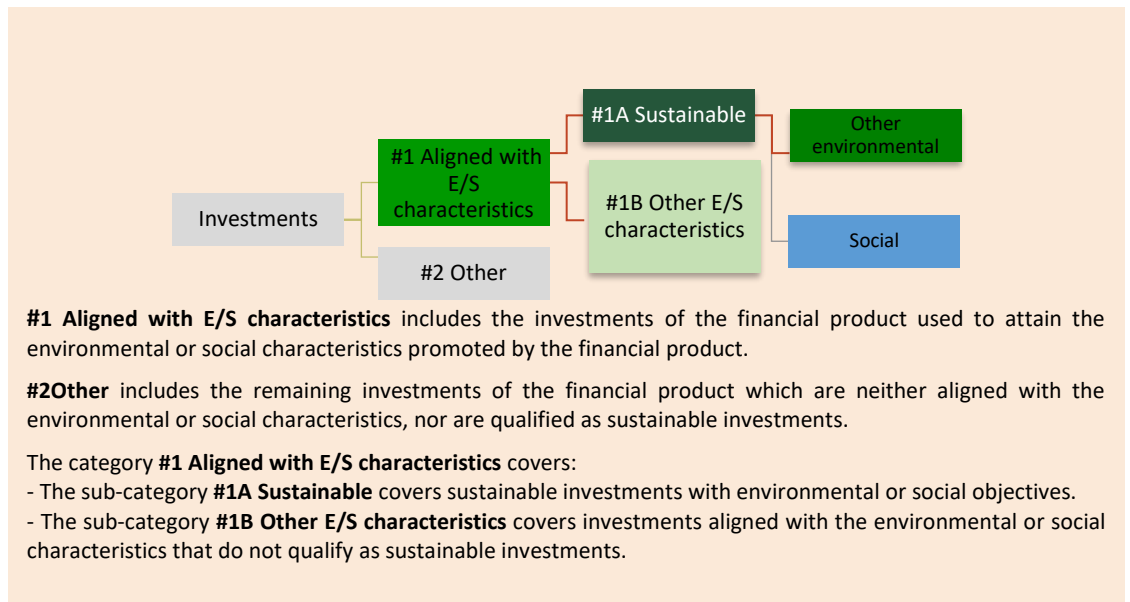 #1A Sustainable
Other
environmental
#1 Aligned with
E/S
characteristics
#1B Other E/S
characteristics
Investments
Social
#2 Other
#1 Aligned with E/S characteristics includes the investments of the financial product used to attain the
environmental or social characteristics promoted by the financial product.
#2Other includes the remaining investments of the financial product which are neither aligned with the
environmental or social characteristics, nor are qualified as sustainable investments.
The category #1 Aligned with E/S characteristics covers:
- The sub-category #1A Sustainable covers sustainable investments with environmental or social objectives.
- The sub-category #1B Other E/S characteristics covers investments aligned with the environmental or social
characteristics that do not qualify as sustainable investments.